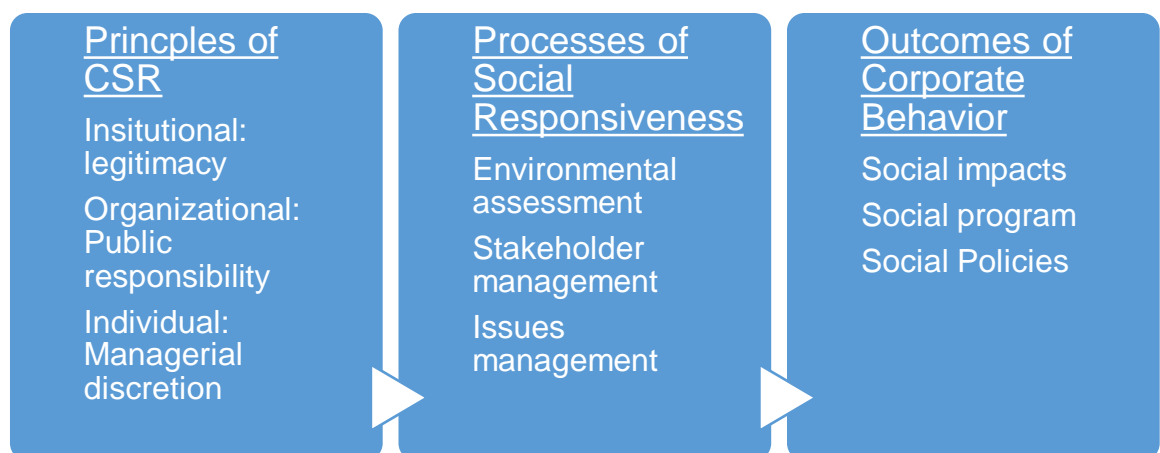 Princples of
CSR
Insitutional:
legitimacy
Organizational:
Public
responsibility
Individual:
Managerial
discretion
Processes of
Social
Responsiveness
Environmental
assessment
Stakeholder
management
Issues
management
Outcomes of
Corporate
Behavior
Social impacts
Social program
Social Policies